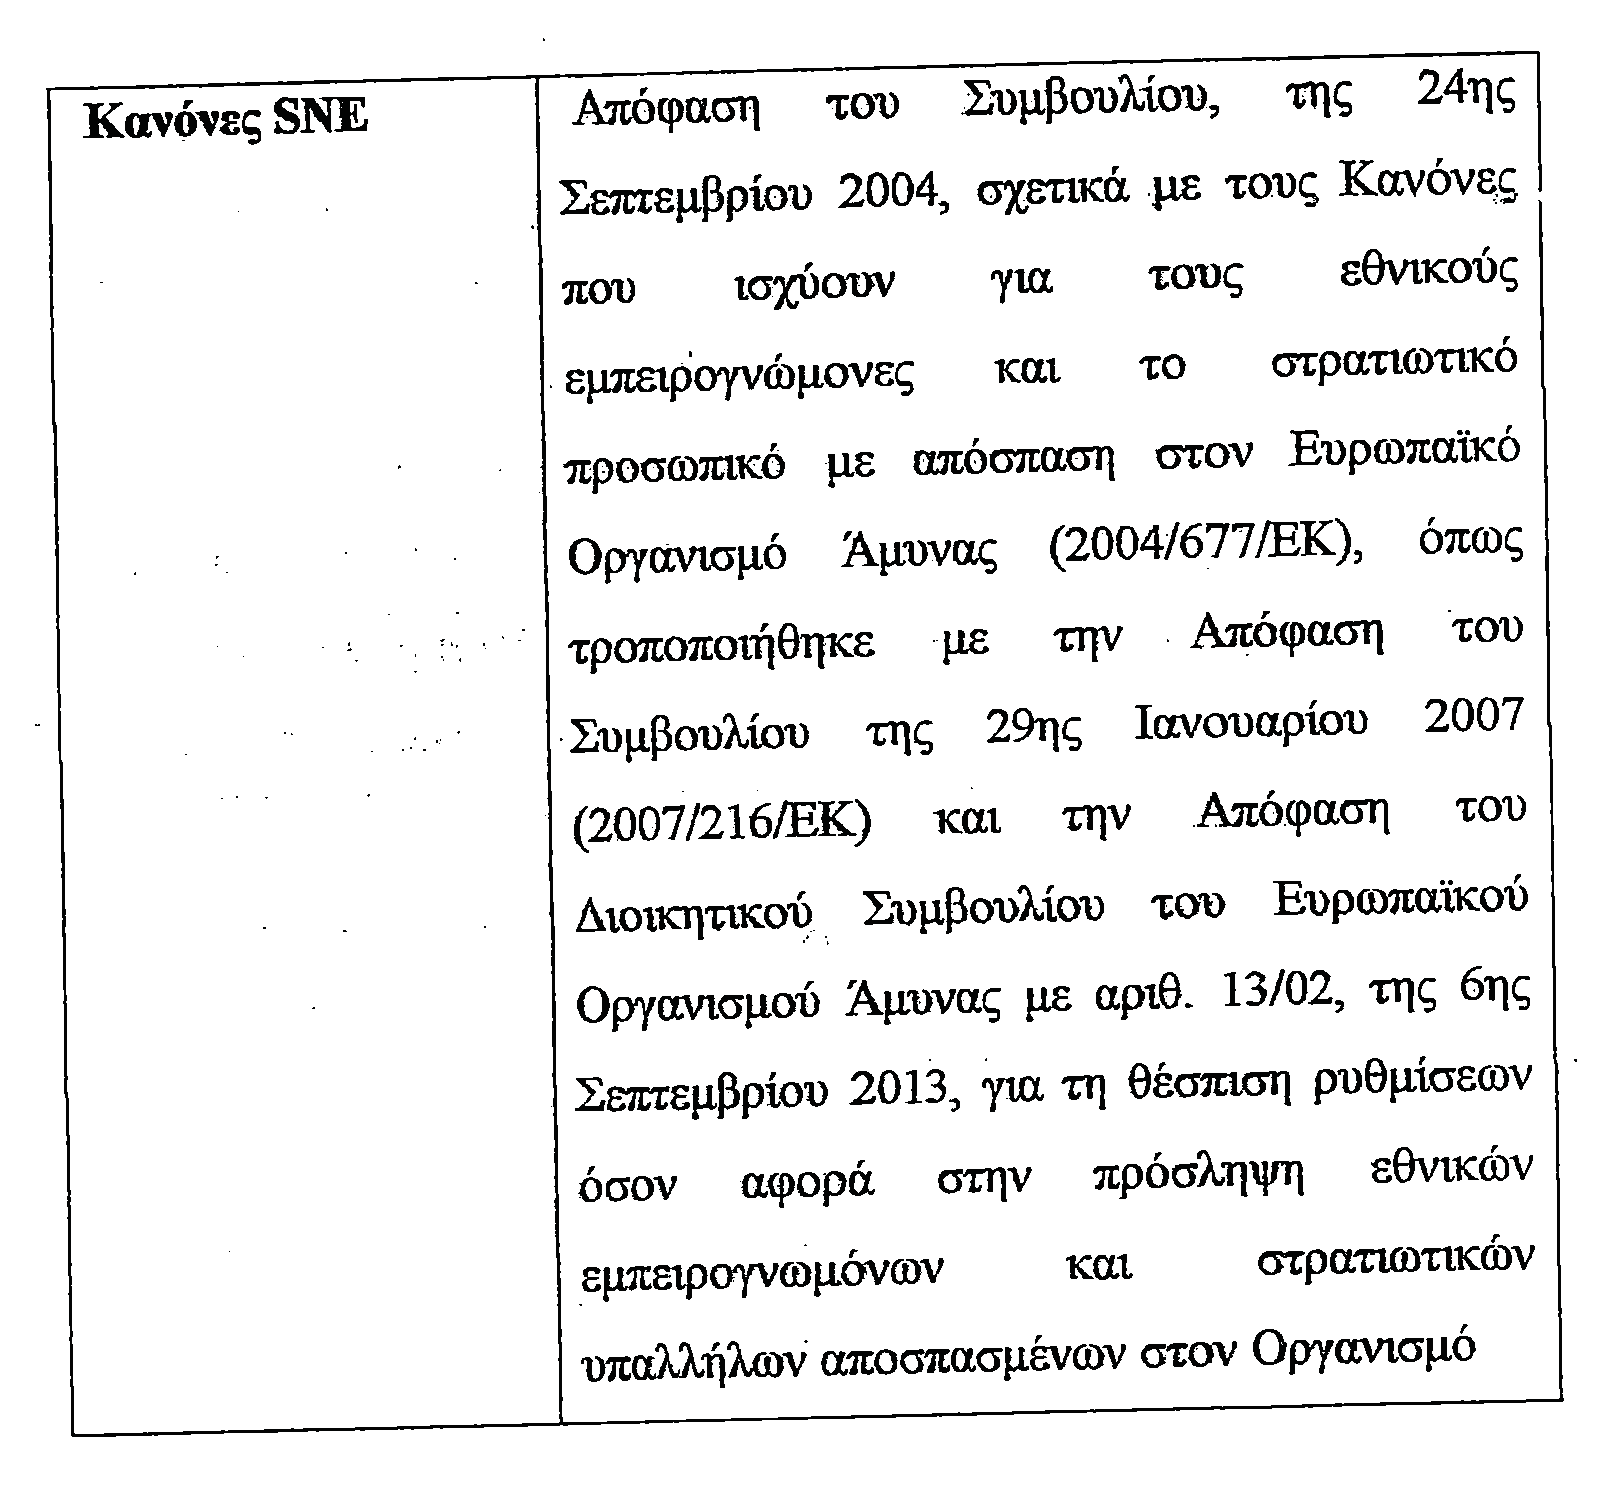 Κανόνες SNE
Απόφαση του Συμβουλίου, της 24ης
Σεπτεμβρίου 2004, σχετικά με τους Κανόνες
που ισχύουν για τους εθνικούς
εμπειρογνώμονες και το στρατιωτικό
προσωπικό με απόσπαση στον Ευρωπαϊκό
Οργανισμό Άμυνας (2004/677/ΕΚ), όπως
τροποποιήθηκε με την Απόφαση του
Συμβουλίου της 29ης Ιανουαρίου 2007
(2007/216/ΕΚ) και την Απόφαση του
Διοικητικού Συμβουλίου του Ευρωπαϊκού
Οργανισμού Άμυνας με αριθ. 13/02, της 6ης
Σεπτεμβρίου 2013, για τη θέσπιση ρυθμίσεων
όσον αφορά στην πρόσληψη εθνικών
εμπειρογνωμόνων και στρατιωτικών
υπαλλήλων αποσπασμένων στον Οργανισμό